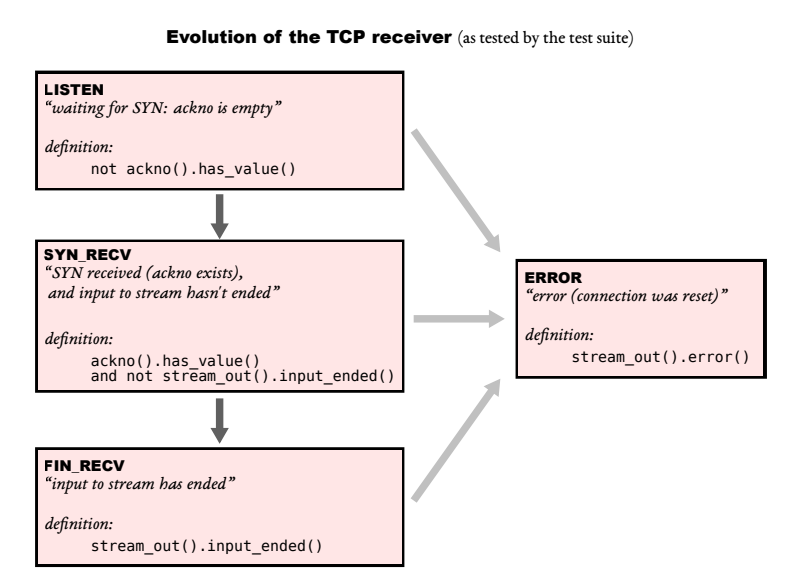 Evolution of the TCP receiver (as tested by the test suite)
LISTEN
“waiting for SYN: ackno is empty”
definition:
not ackno().has_value()
SYN_RECV
“SYN received (ackno exists),
and input to stream hasn't ended”
definition:
ackno().has_value()
and not stream_out().input_ended()
FIN_RECV
“input to stream has ended”
definition:
stream_out().input_ended()
ERROR
“error (connection was reset)”
definition:
stream_out().error()